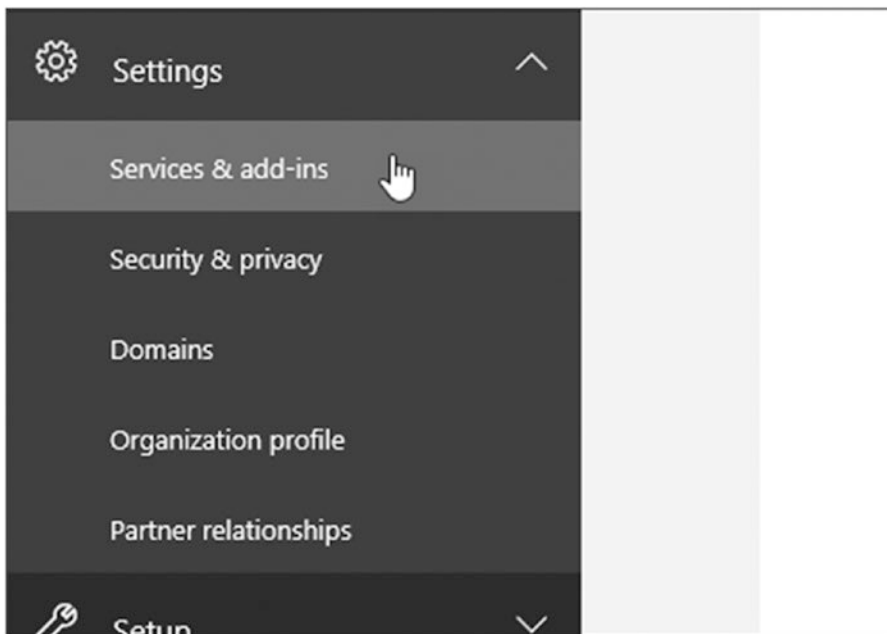 Settings
Services & add-ins
Security & privacy
Domains
Organization profile
Partner relationships
Setup